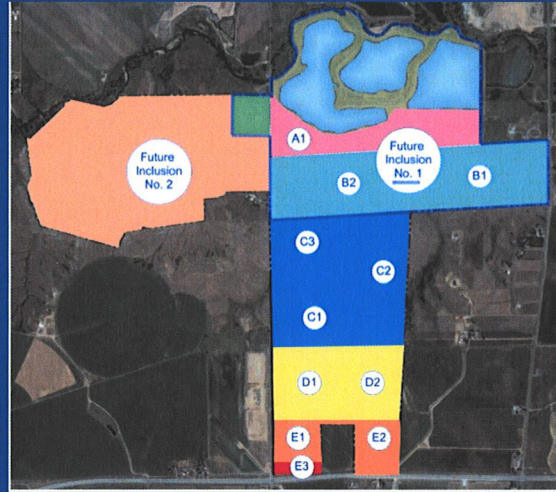 A1
Future
Inclusion
No. 2
Future
Inclusion
No. 1
B2
B1
C3
C2
C1
D1
D2
E1
E2
E3